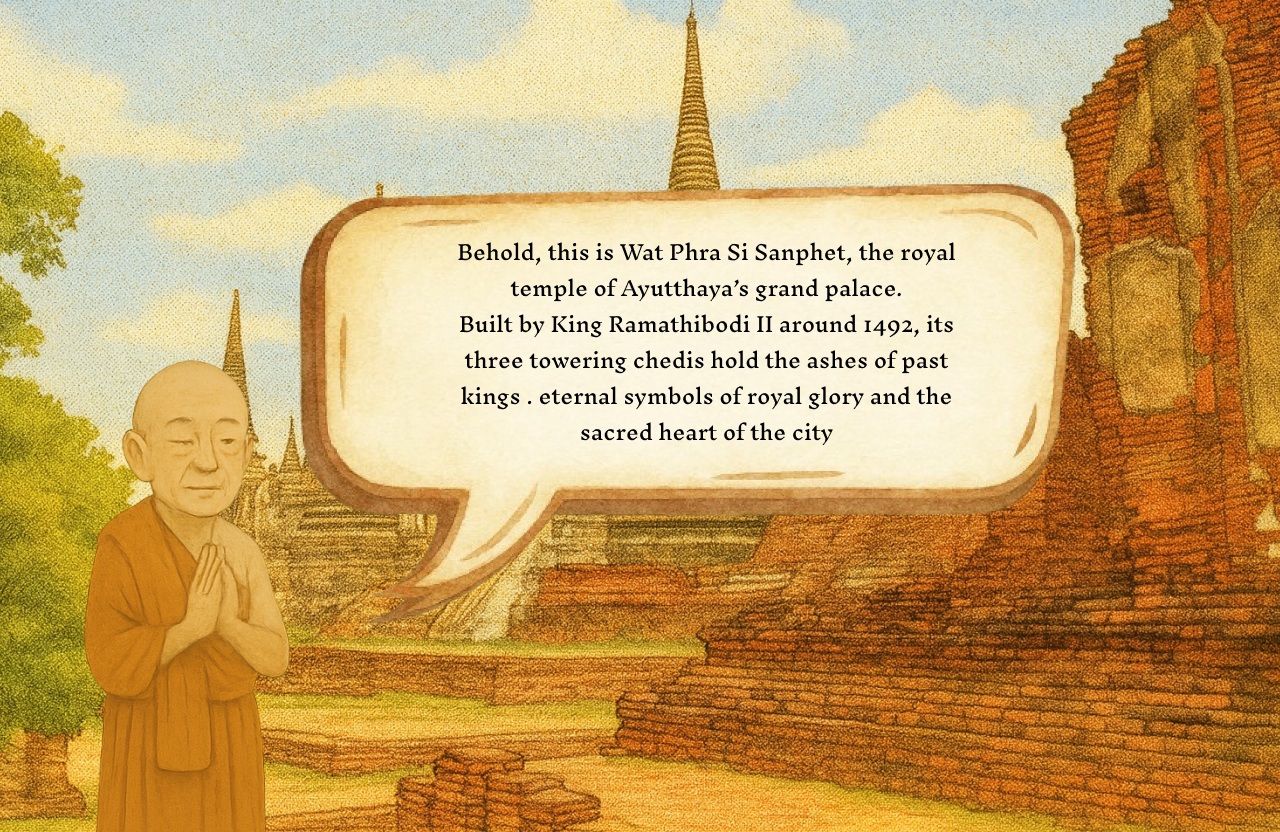 Behold, this is Wat Phra Si Sanphet, the royal
temple of Ayutthaya’s grand palace.
Built by King Ramathibodi II around 1492, its
three towering chedis hold the ashes of past
kings . eternal symbols of royal glory and the
sacred heart of the city